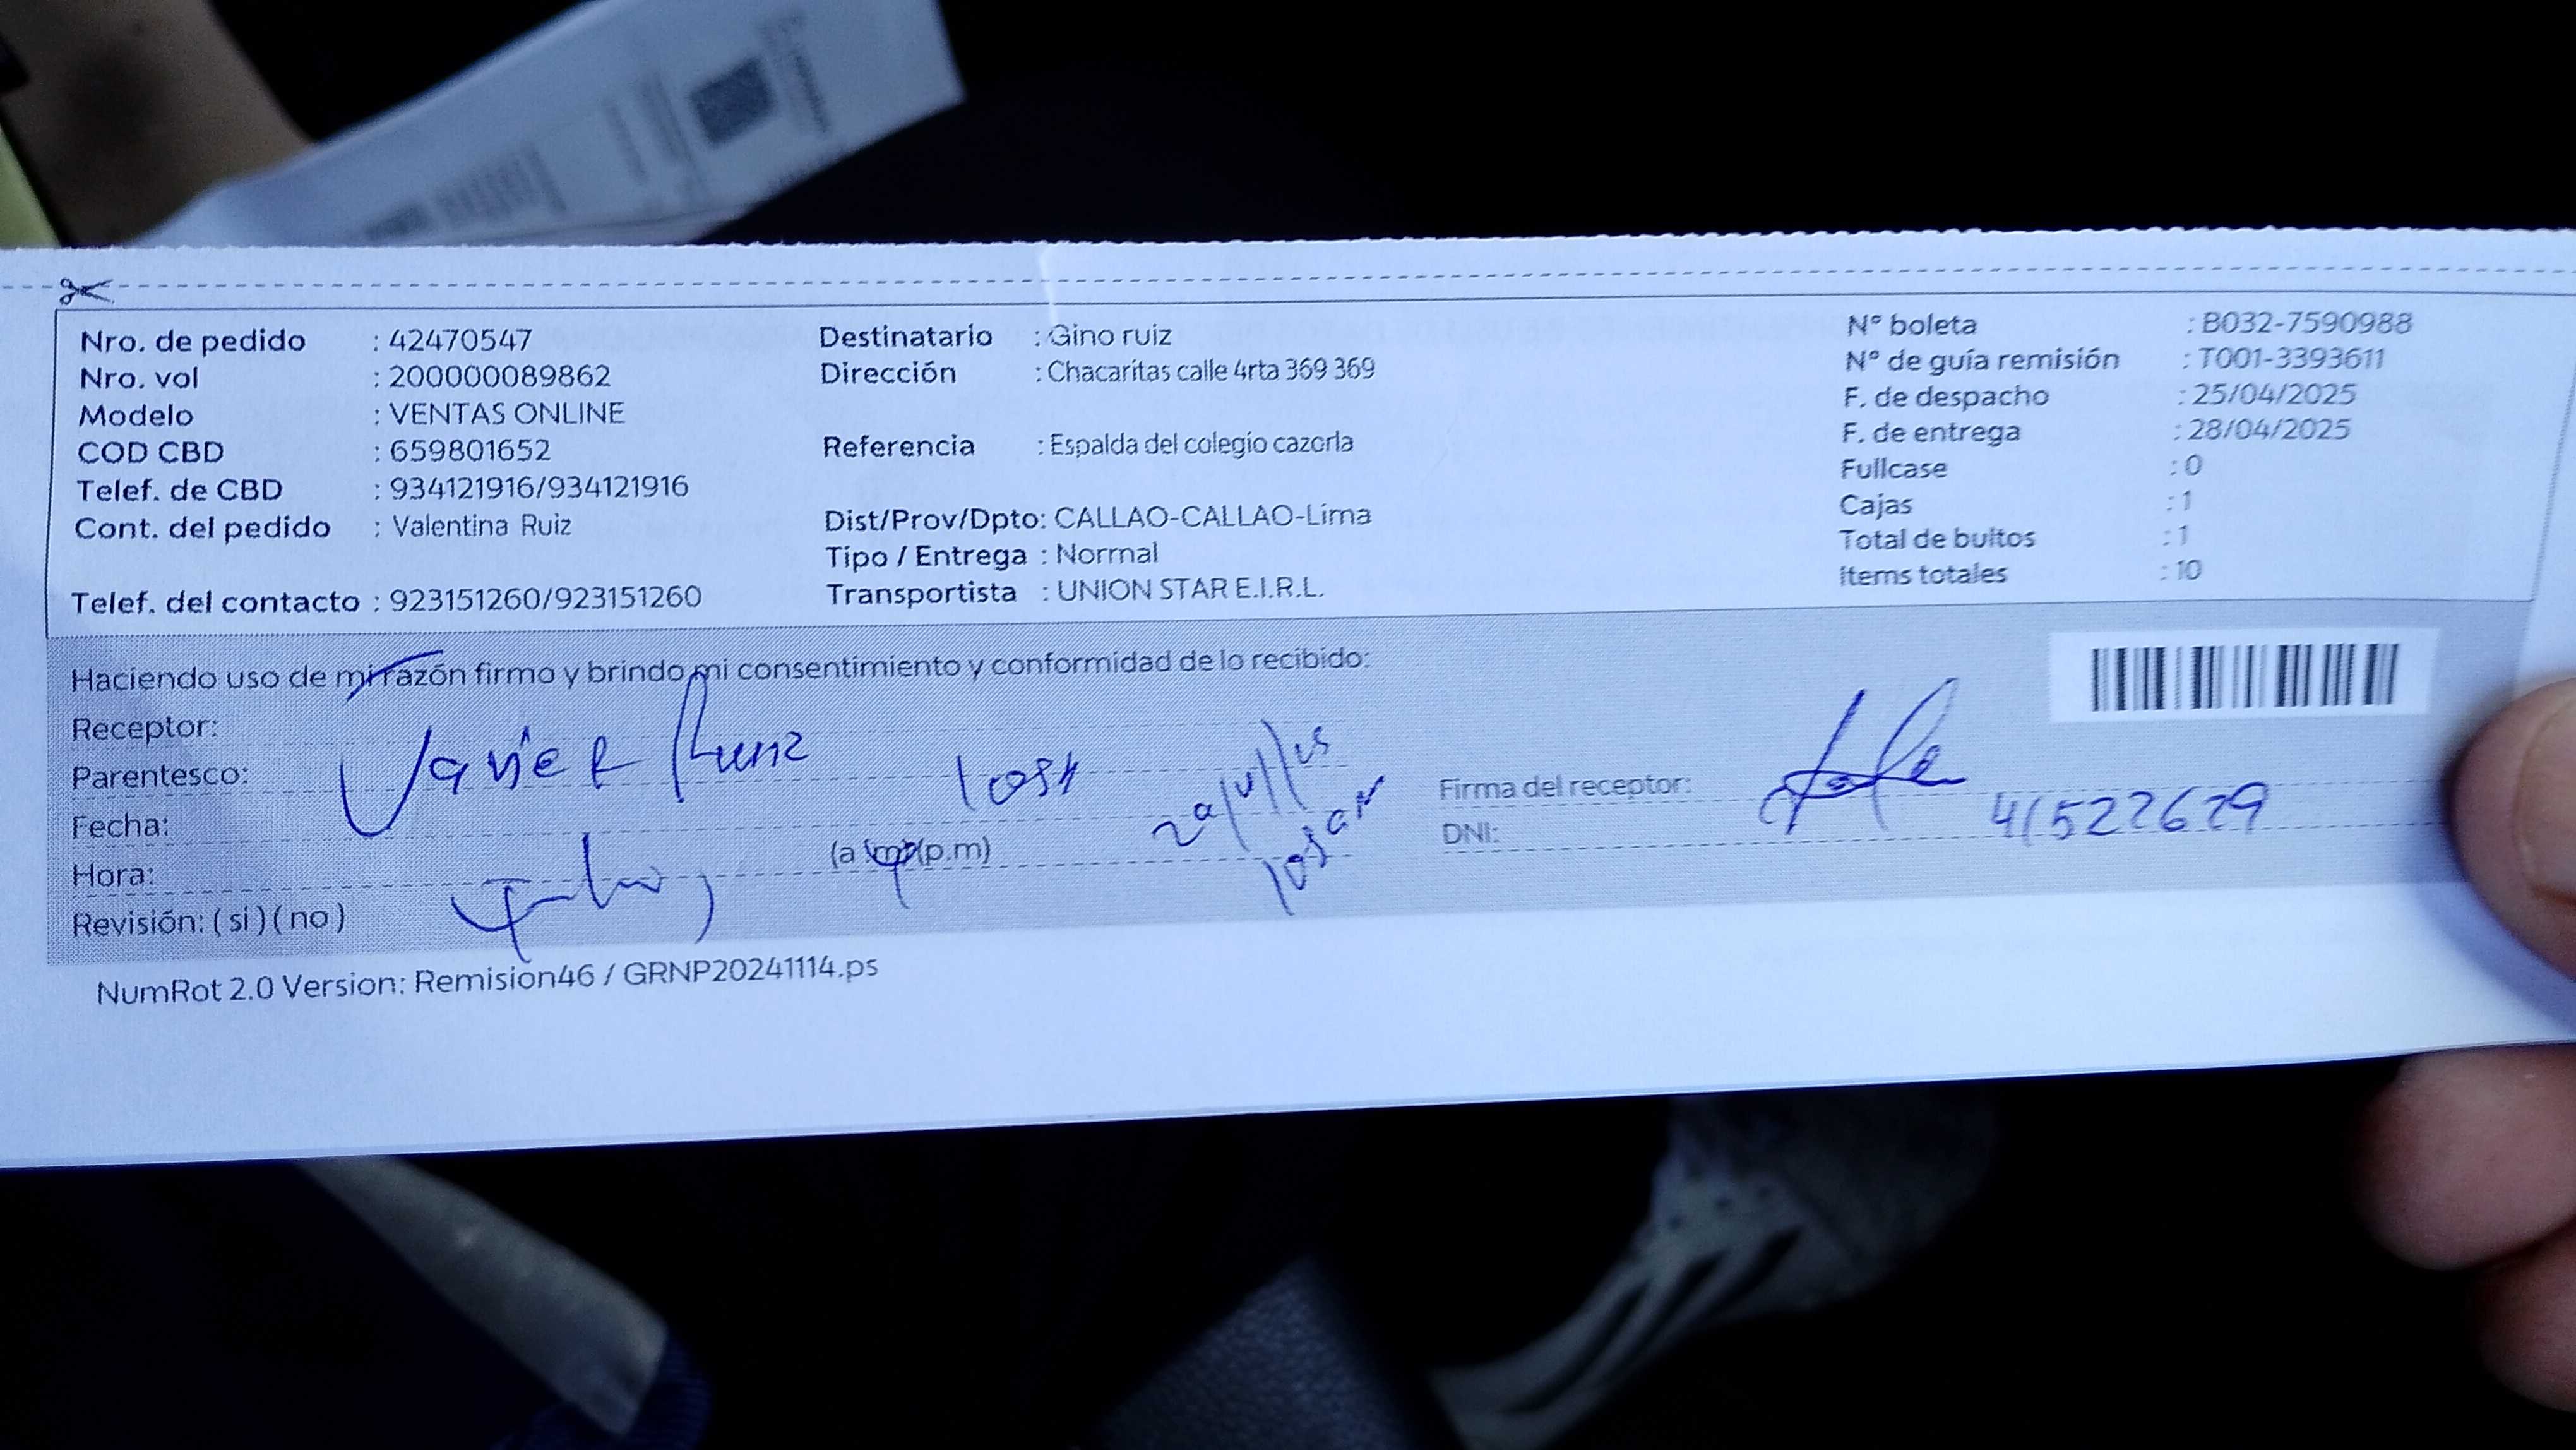 Nro. de pedido : 42470547
Nro. vol : 200000089862
Modelo : VENTAS ONLINE
COD CBD : 659801652
Telef. de CBD : 934121916/934121916
Cont. del pedido : Valentina Ruiz
Telef. del contacto : 923151260/923151260
Destinatario : Gino ruiz
Dirección : Chacaritas calle 4rta 369 369
Referencia : Espalda del colegio cazorla
Dist/Prov/Dpto: CALLAO-CALLAO-Lima
Tipo / Entrega : Normal
Transportista : UNION STAR E.I.R.L.
N° boleta : B032-7590988
N° de guía remisión : T001-3393611
F. de despacho : 25/04/2025
F. de entrega : 28/04/2025
Fullcase : 0
Cajas : 1
Total de bultos : 1
Items totales : 10
Haciendo uso de mi razón firmo y brindo mi consentimiento y conformidad de lo recibido:
Receptor:
Javier Ruiz
Parentesco:
Fecha:
Hora: (a.m) (p.m)
Revisión: ( si ) ( no )
Firma del receptor:
DNI: 41522629
NumRot 2.0 Version: Remision46 / GRNP20241114.ps